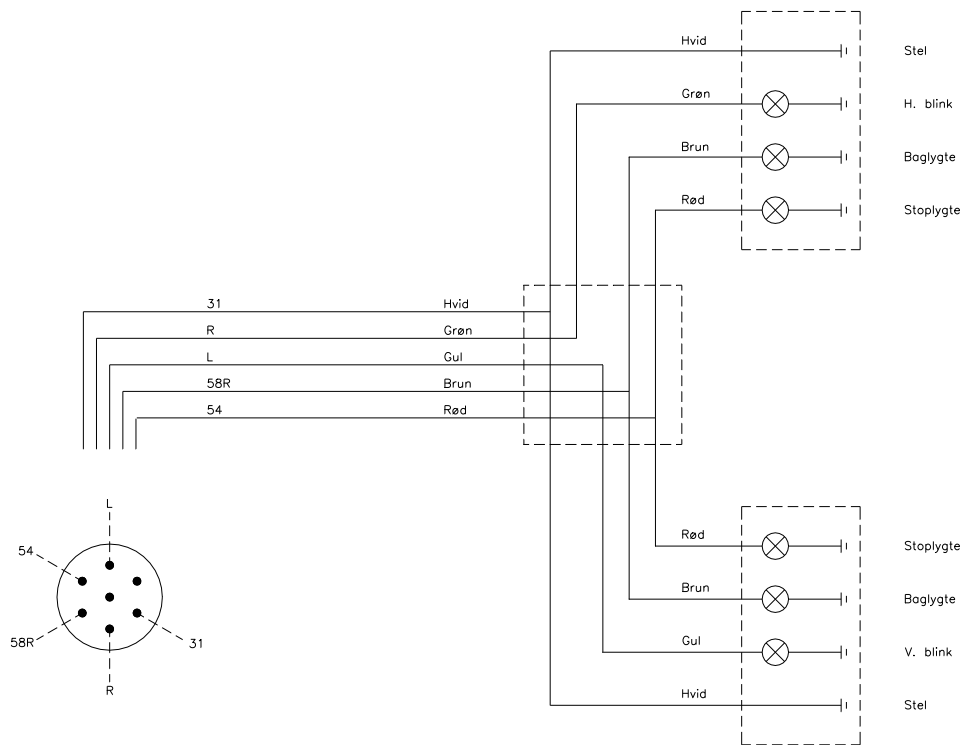 Hvid Stel
Grøn H. blink
Brun Baglygte
Rød Stoplygte
31 Hvid
R Grøn
L Gul
58R Brun
54 Rød
L
54
58R
31
R
Rød Stoplygte
Brun Baglygte
Gul V. blink
Hvid Stel